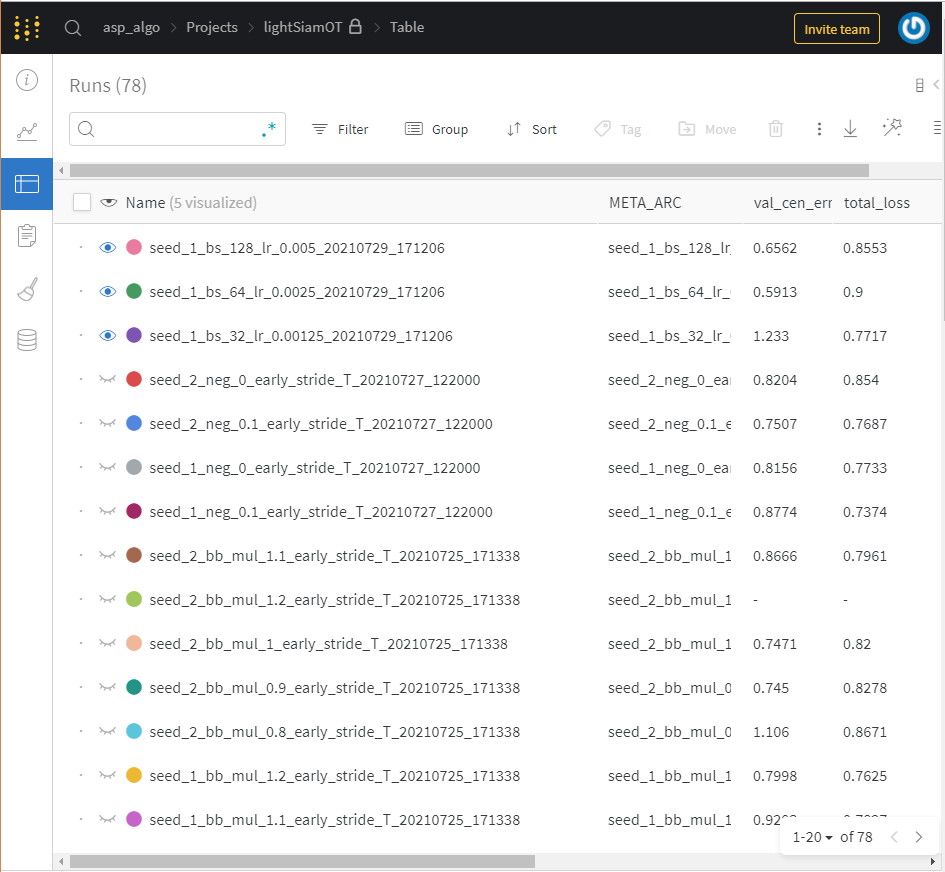 asp_algo > Projects > lightSiamOT > Table Invite team
Runs (78)
.* Filter Group Sort Tag Move
Name (5 visualized) META_ARC val_cen_err total_loss
seed_1_bs_128_lr_0.005_20210729_171206 seed_1_bs_128_lr_ 0.6562 0.8553
seed_1_bs_64_lr_0.0025_20210729_171206 seed_1_bs_64_lr_ 0.5913 0.9
seed_1_bs_32_lr_0.00125_20210729_171206 seed_1_bs_32_lr_ 1.233 0.7717
seed_2_neg_0_early_stride_T_20210727_122000 seed_2_neg_0_ea 0.8204 0.854
seed_2_neg_0.1_early_stride_T_20210727_122000 seed_2_neg_0.1_e 0.7507 0.7687
seed_1_neg_0_early_stride_T_20210727_122000 seed_1_neg_0_ea 0.8156 0.7733
seed_1_neg_0.1_early_stride_T_20210727_122000 seed_1_neg_0.1_e 0.8774 0.7374
seed_2_bb_mul_1.1_early_stride_T_20210725_171338 seed_2_bb_mul_1 0.8666 0.7961
seed_2_bb_mul_1.2_early_stride_T_20210725_171338 seed_2_bb_mul_1 - -
seed_2_bb_mul_1_early_stride_T_20210725_171338 seed_2_bb_mul_1 0.7471 0.82
seed_2_bb_mul_0.9_early_stride_T_20210725_171338 seed_2_bb_mul_0 0.745 0.8278
seed_2_bb_mul_0.8_early_stride_T_20210725_171338 seed_2_bb_mul_0 1.106 0.8671
seed_1_bb_mul_1.2_early_stride_T_20210725_171338 seed_1_bb_mul_1 0.7998 0.7625
seed_1_bb_mul_1.1_early_stride_T_20210725_171338 seed_1_bb_mul_1
1-20 of 78